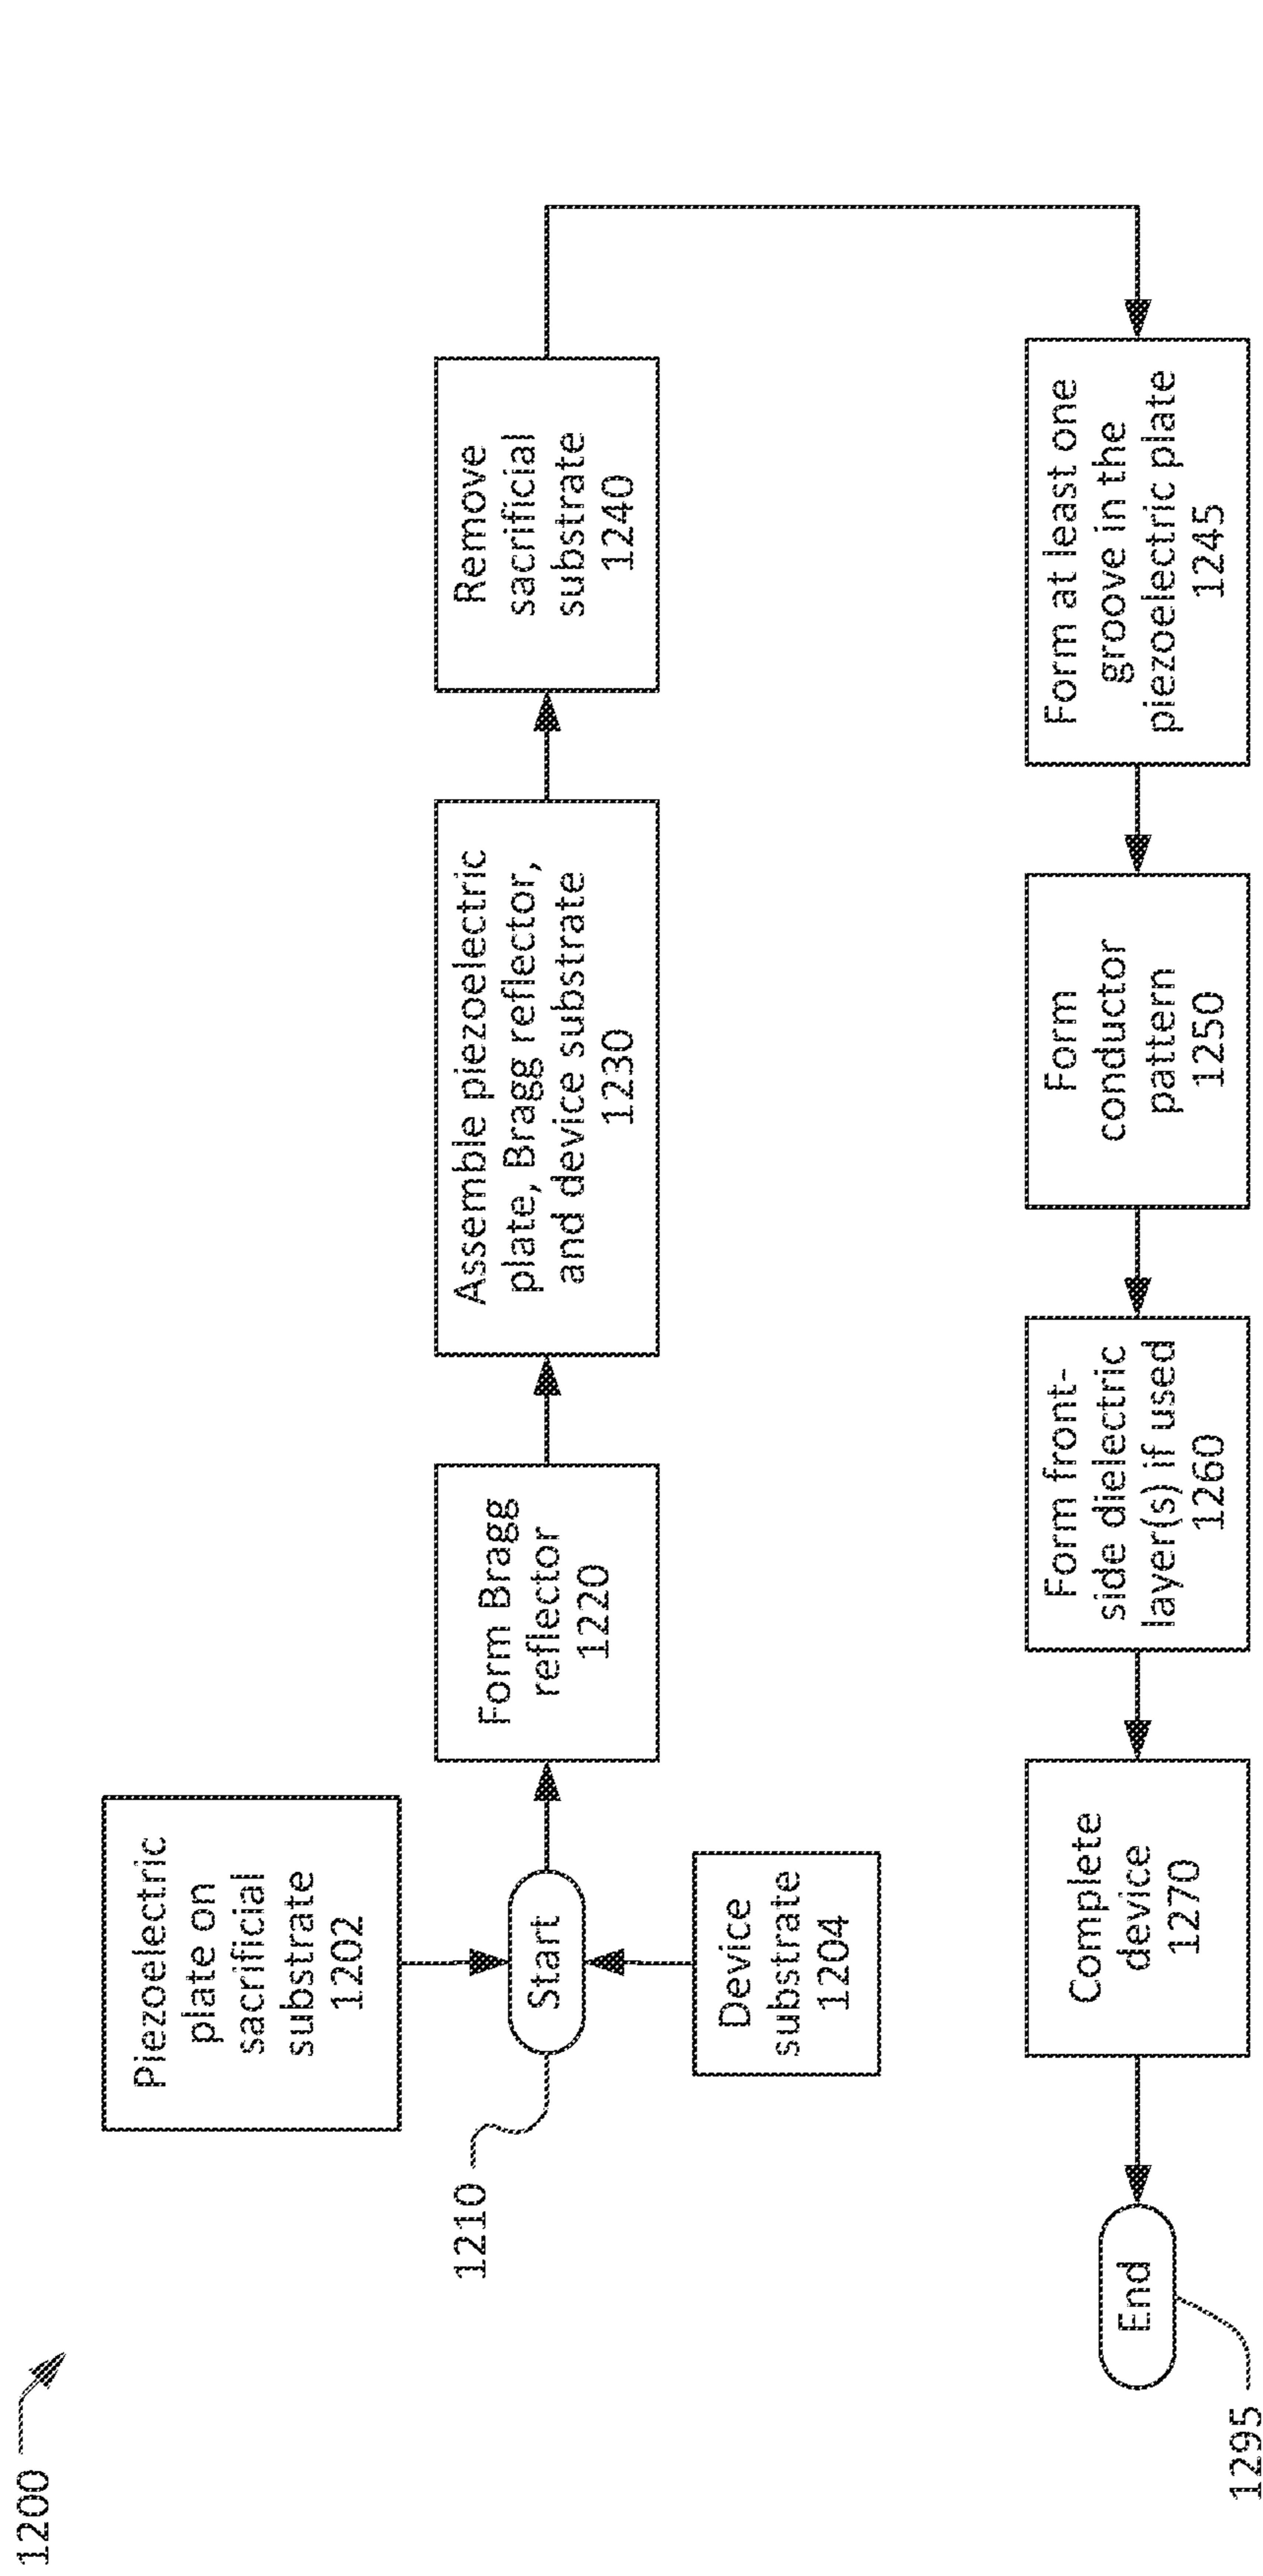 1200
Piezoelectric
plate on
sacrificial
substrate
1202
1210
Start
Device
substrate
1204
Form Bragg
reflector
1220
Assemble piezoelectric
plate, Bragg reflector,
and device substrate
1230
Remove
sacrificial
substrate
1240
Form at least one
groove in the
piezoelectric plate
1245
Form
conductor
pattern
1250
Form front-
side dielectric
layer(s) if used
1260
Complete
device
1270
End
1295